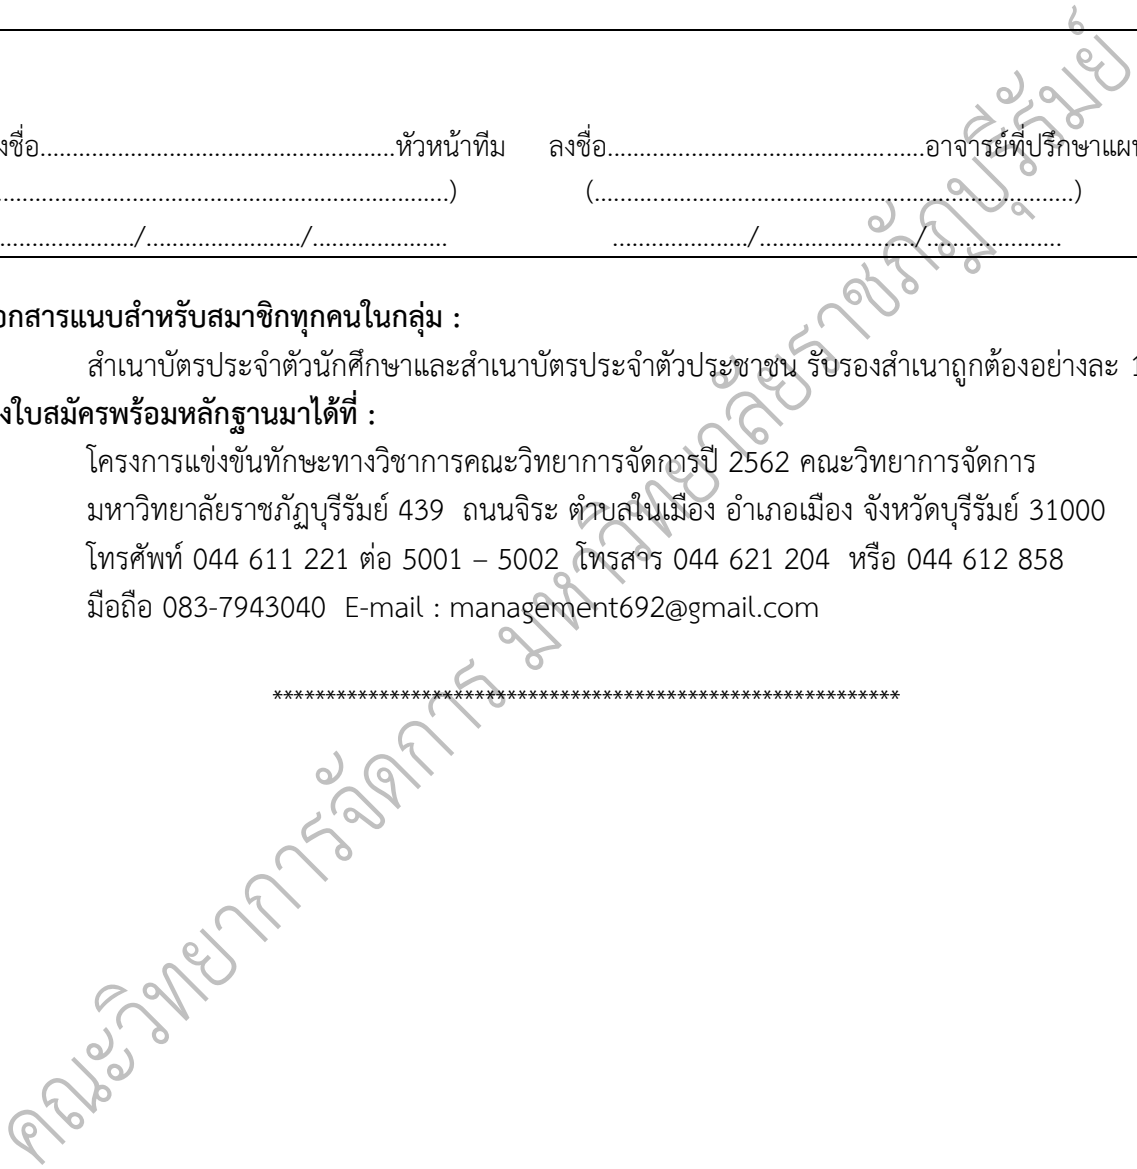 งชื่อ........................................................หัวหน้าทีม ลงชื่อ..................................................อาจารย์ที่ปรึกษาแผน
.......................................................................) (...........................................................................)
...................../......................../..................... ...................../......................../.....................
อกสารแนบสำหรับสมาชิกทุกคนในกลุ่ม :
สำเนาบัตรประจำตัวนักศึกษาและสำเนาบัตรประจำตัวประชาชน รับรองสำเนาถูกต้องอย่างละ 1
งใบสมัครพร้อมหลักฐานมาได้ที่ :
โครงการแข่งขันทักษะทางวิชาการคณะวิทยาการจัดการปี 2562 คณะวิทยาการจัดการ
มหาวิทยาลัยราชภัฏบุรีรัมย์ 439 ถนนจิระ ตำบลในเมือง อำเภอเมือง จังหวัดบุรีรัมย์ 31000
โทรศัพท์ 044 611 221 ต่อ 5001 – 5002 โทรสาร 044 621 204 หรือ 044 612 858
มือถือ 083-7943040 E-mail : management692@gmail.com
************************************************************
คณะวิทยาการจัดการ มหาวิทยาลัยราชภัฏบุรีรัมย์